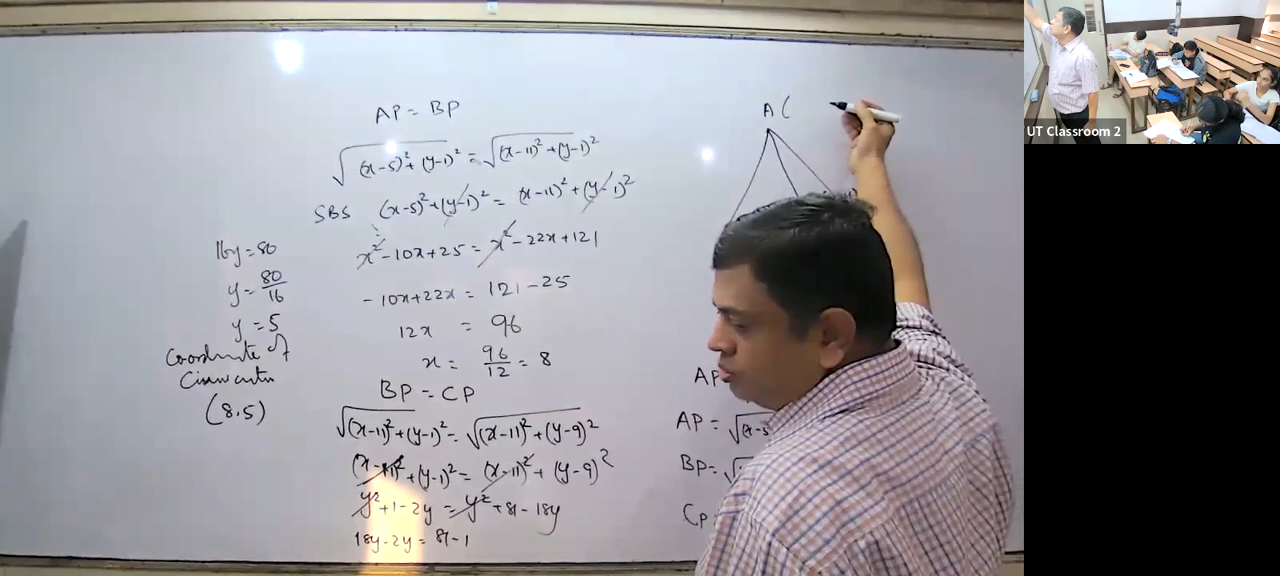 AP = BP
√(x-5)²+(y-1)² = √(x-11)²+(y-1)²
SBS (x-5)²+(y-1)² = (x-11)²+(y-1)²
x²-10x+25 = x²-22x+121
-10x+22x = 121-25
12x = 96
x = 96/12 = 8
BP = CP
√(x-11)²+(y-1)² = √(x-11)²+(y-9)²
(x-11)²+(y-1)² = (x-11)²+(y-9)²
y²+1-2y = y²+81-18y
18y-2y = 81-1
16y = 80
y = 80/16
y = 5
Coordinate of
(8,5)
A (
AP
AP = √(x-5
BP = √
CP
UT Classroom 2